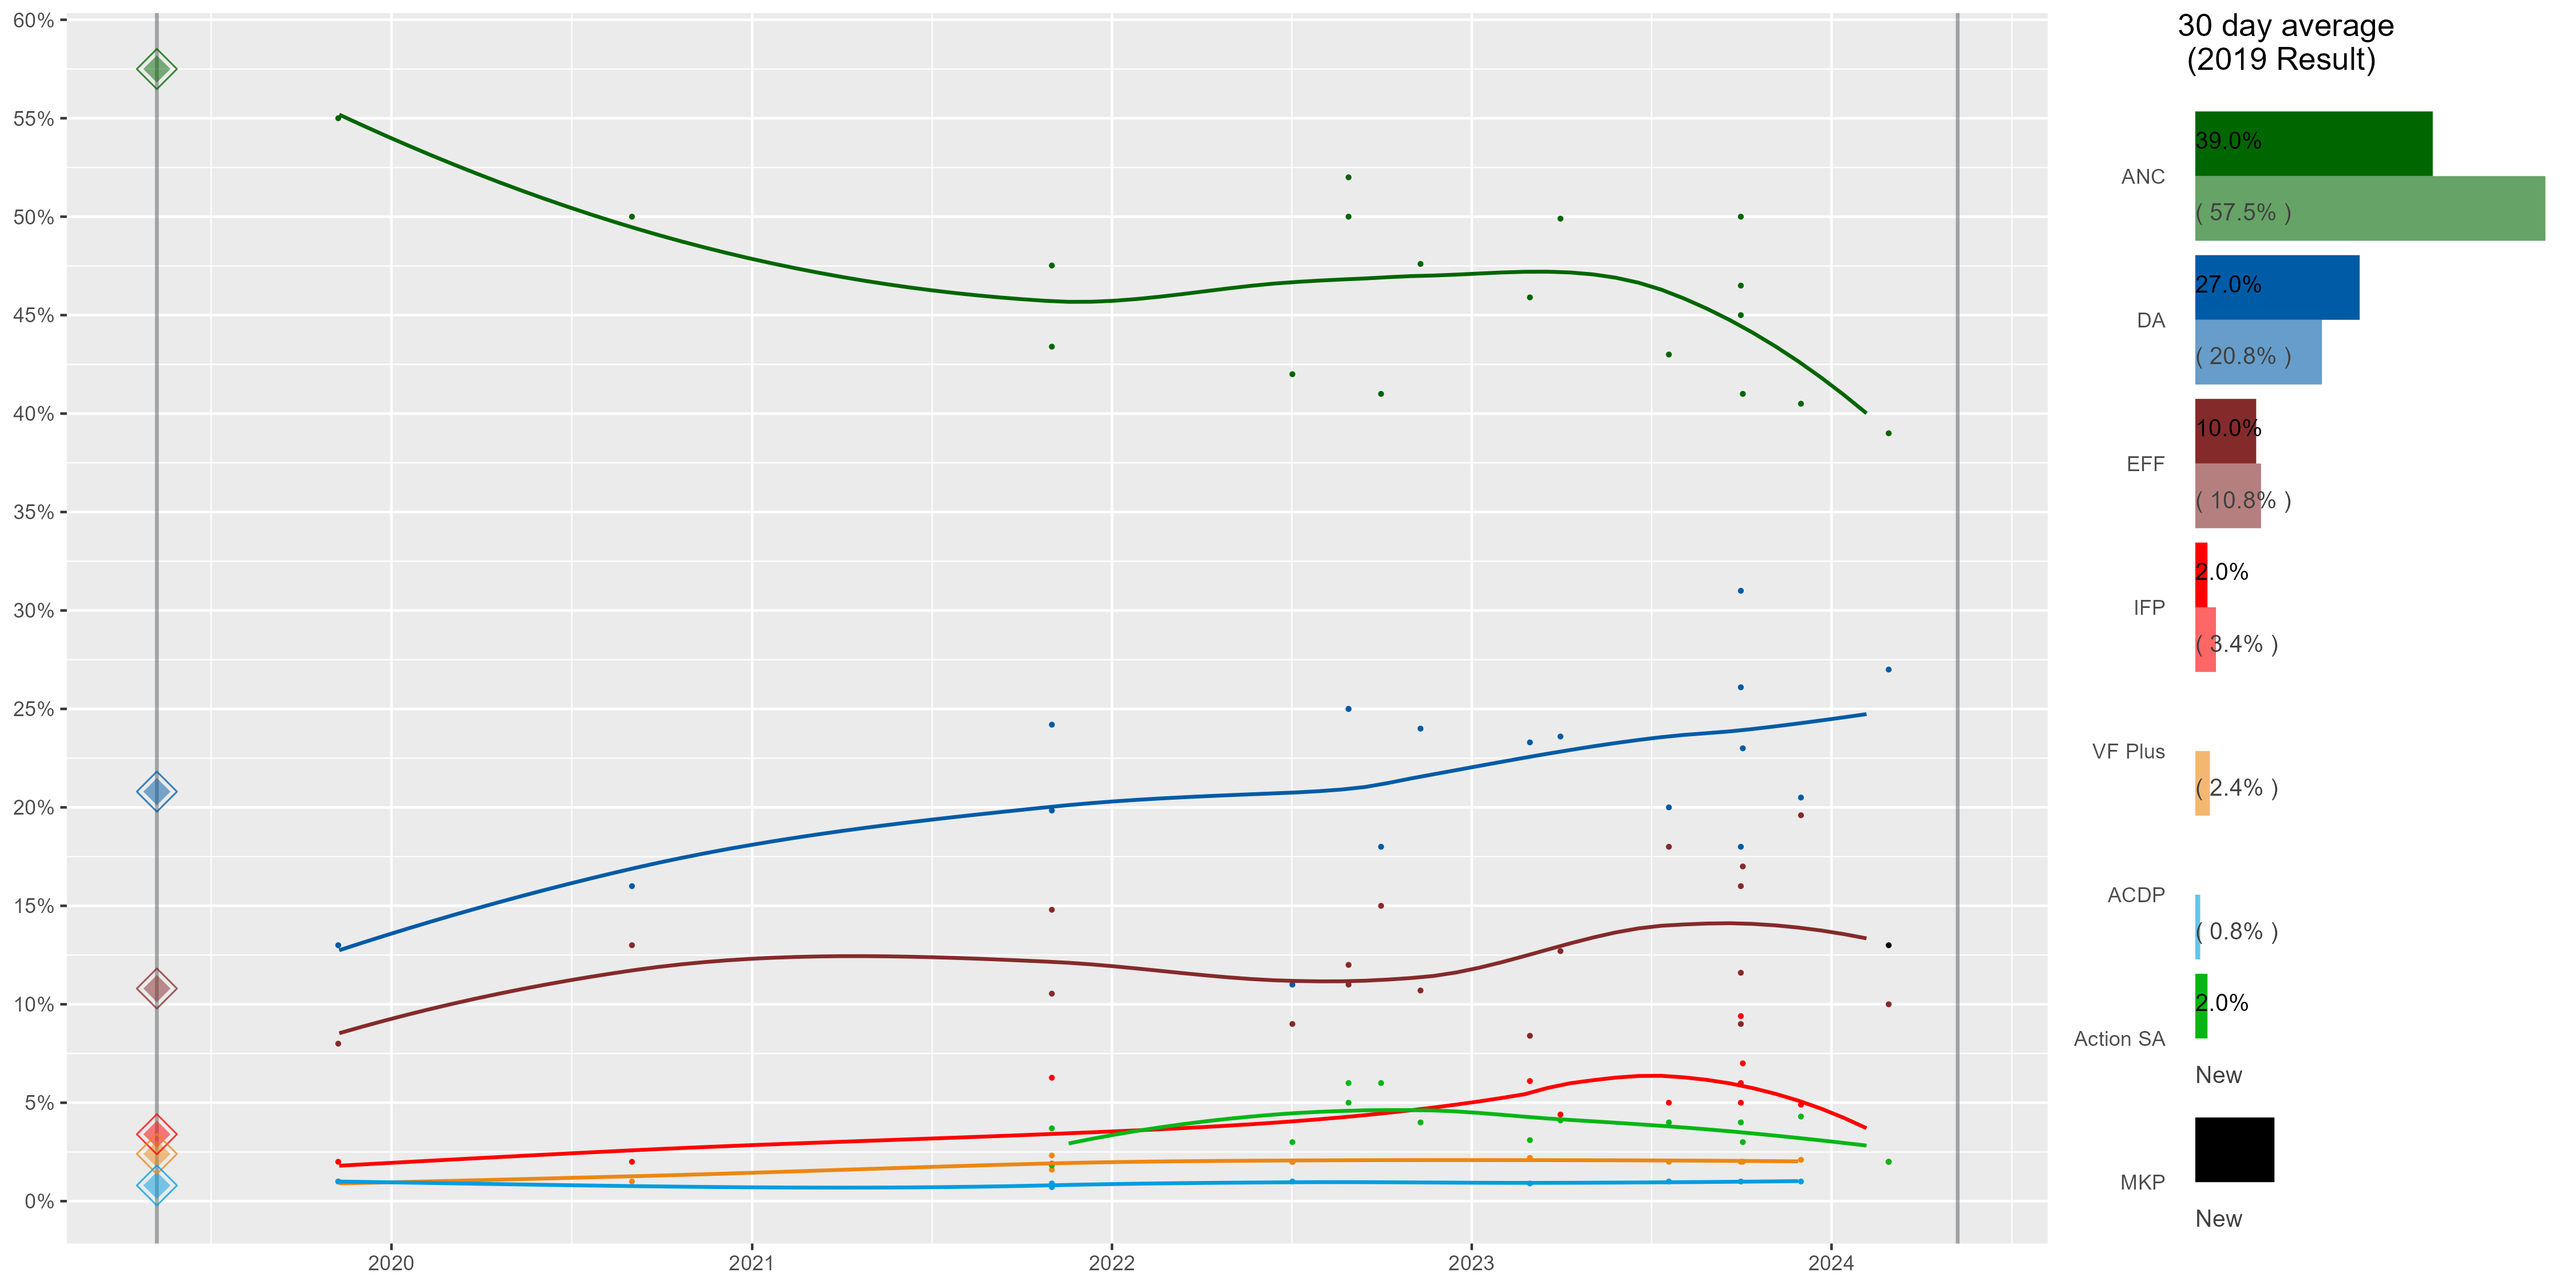 60%
55%
50%
45%
40%
35%
30%
25%
20%
15%
10%
5%
0%
2020
2021
2022
2023
2024
30 day average
(2019 Result)
ANC
39.0%
( 57.5% )
DA
27.0%
( 20.8% )
EFF
10.0%
( 10.8% )
IFP
2.0%
( 3.4% )
VF Plus
( 2.4% )
ACDP
( 0.8% )
Action SA
2.0%
New
MKP
New